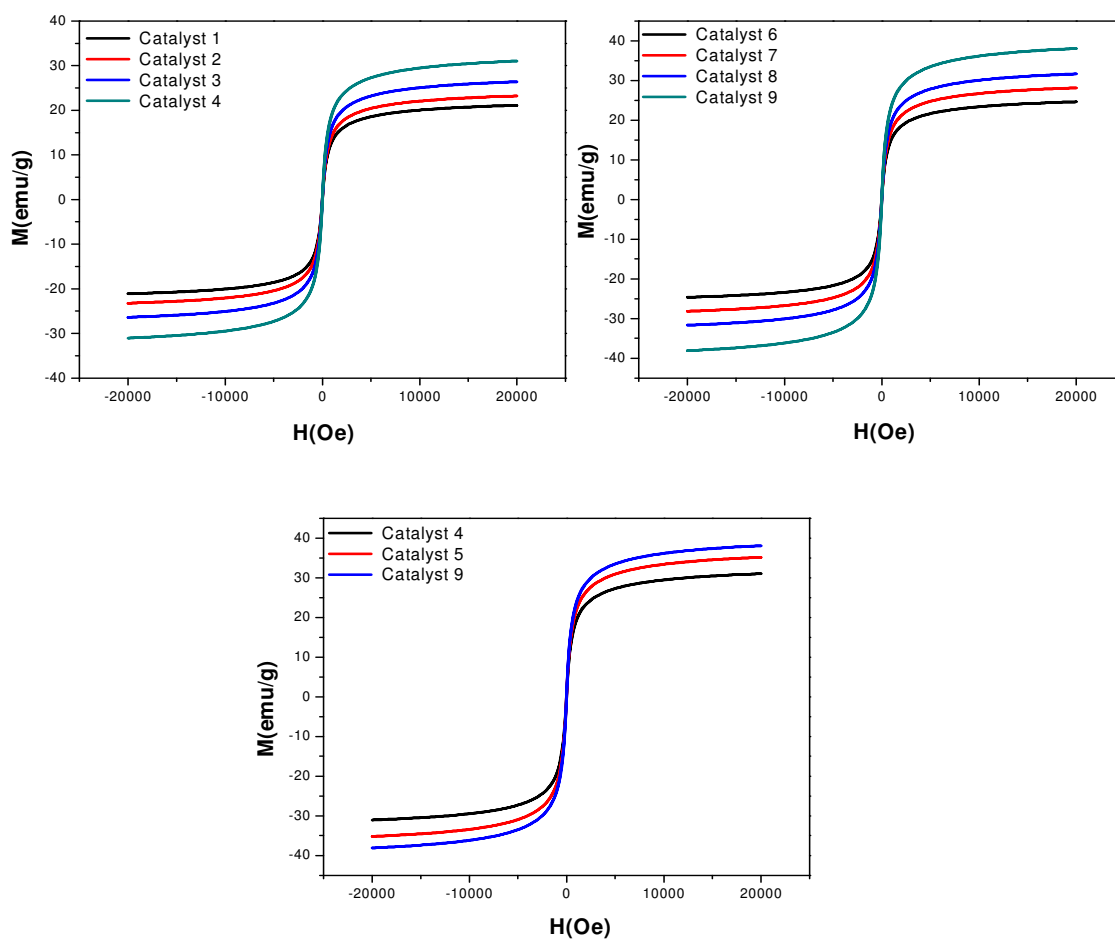 Catalyst 1
Catalyst 2
Catalyst 3
Catalyst 4
40
30
20
10
0
-10
-20
-30
40
M(emu/g)
-20000 -10000 0 10000 20000
H(Oe)
Catalyst 6
Catalyst 7
Catalyst 8
Catalyst 9
40
30
20
10
0
-10
-20
-30
-40
M(emu/g)
-20000 -10000 0 10000 20000
H(Oe)
Catalyst 4
Catalyst 5
Catalyst 9
40
30
20
10
0
-10
-20
-30
-40
M(emu/g)
-20000 -10000 0 10000 20000
H(Oe)